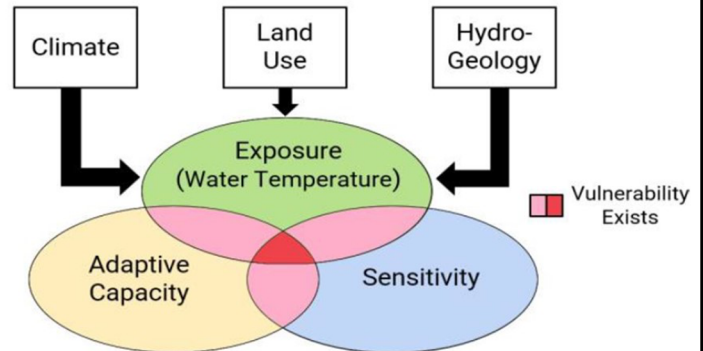 Climate
Land
Use
Hydro-
Geology
Exposure
(Water Temperature)
Vulnerability
Exists
Adaptive
Capacity
Sensitivity